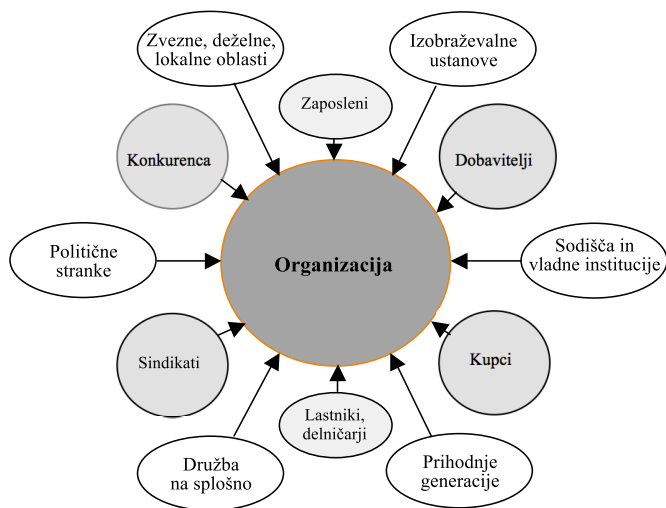 Zvezne, deželne,
lokalne oblasti
Izobraževalne
ustanove
Zaposleni
Konkurenca
Dobavitelji
Politične
stranke
Organizacija
Sodišča in
vladne institucije
Sindikati
Kupci
Lastniki,
delničarji
Družba
na splošno
Prihodnje
generacije